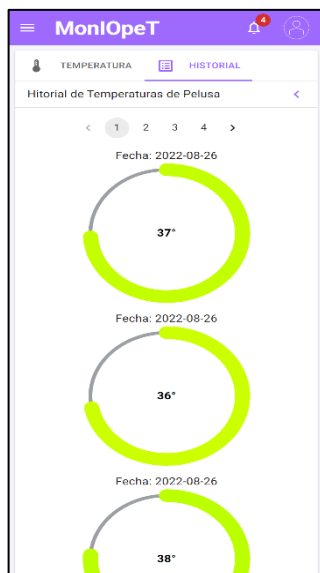 MonIOpeT
4
TEMPERATURA HISTORIAL
Hitorial de Temperaturas de Pelusa
1 2 3 4
Fecha: 2022-08-26
37°
Fecha: 2022-08-26
36°
Fecha: 2022-08-26
38°